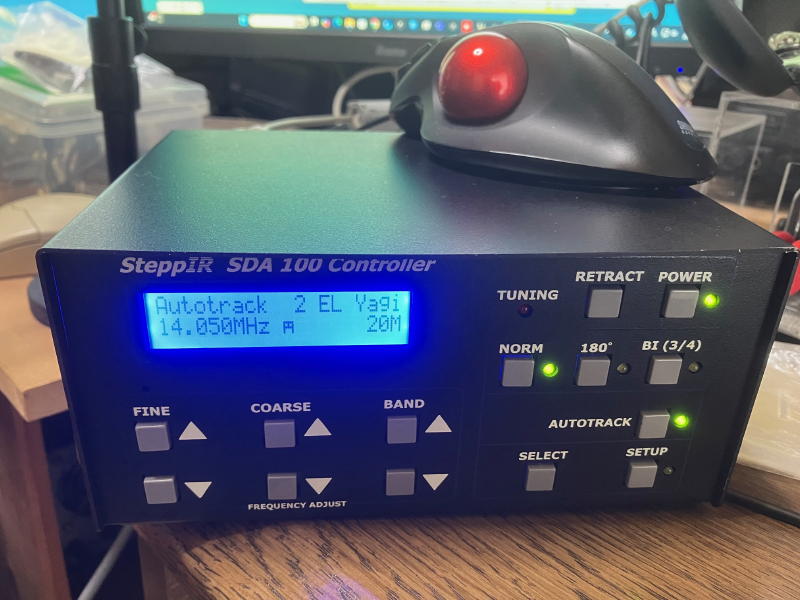 SteppIR SDA 100 Controller
Autotrack 2 EL Yagi
14.050MHz 20M
TUNING
RETRACT
POWER
NORM
180°
BI (3/4)
FINE
COARSE
BAND
AUTOTRACK
SELECT
SETUP
FREQUENCY ADJUST